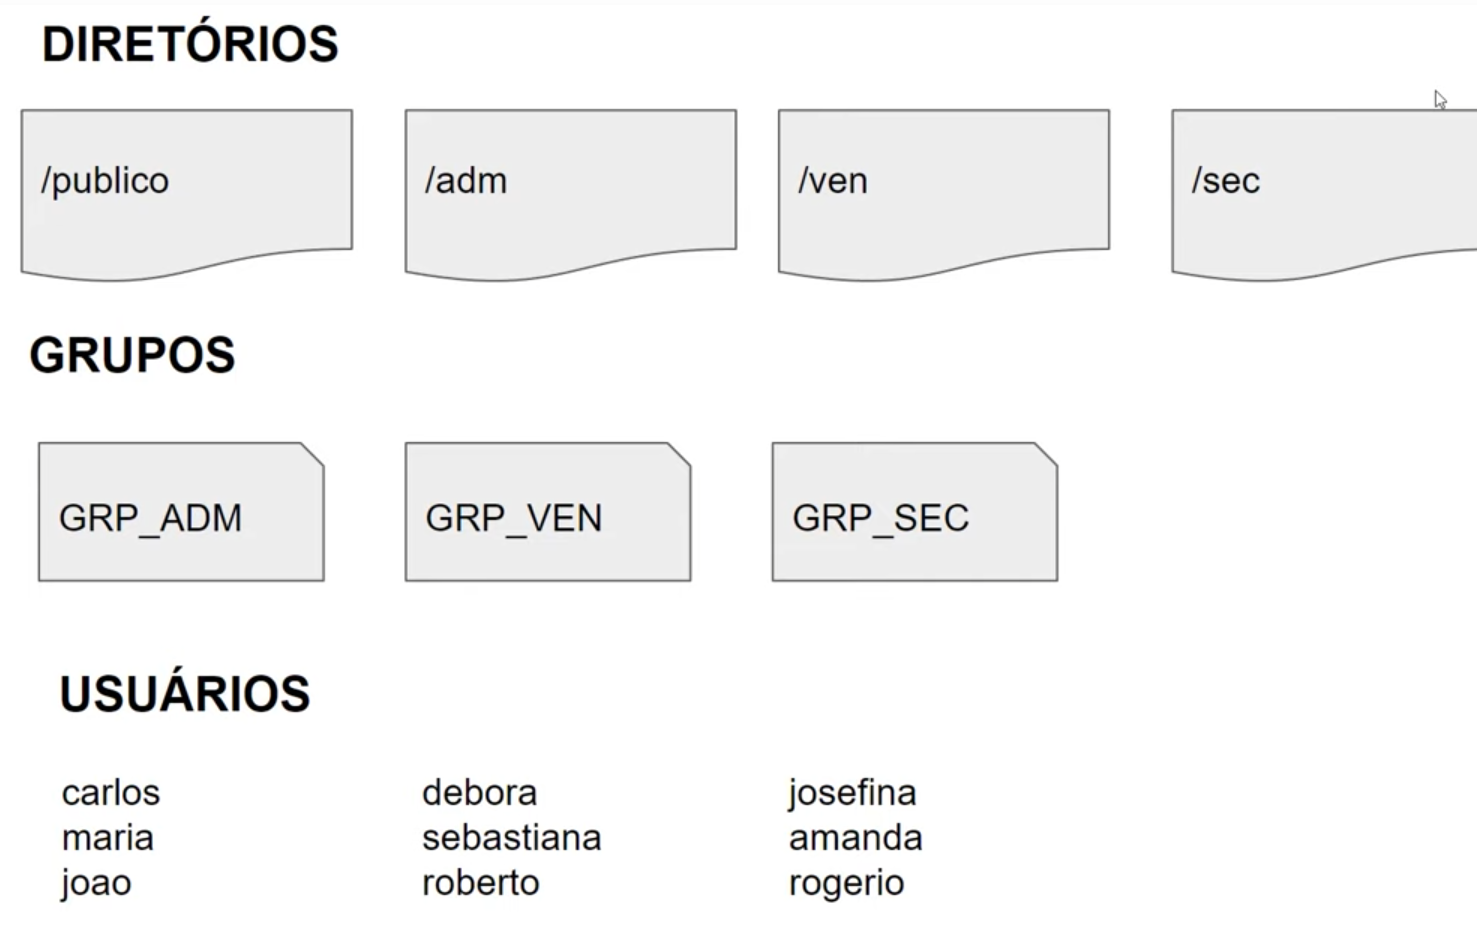 DIRETÓRIOS
/publico
/adm
/ven
/sec
GRUPOS
GRP_ADM
GRP_VEN
GRP_SEC
USUÁRIOS
carlos
maria
joao
debora
sebastiana
roberto
josefina
amanda
rogerio